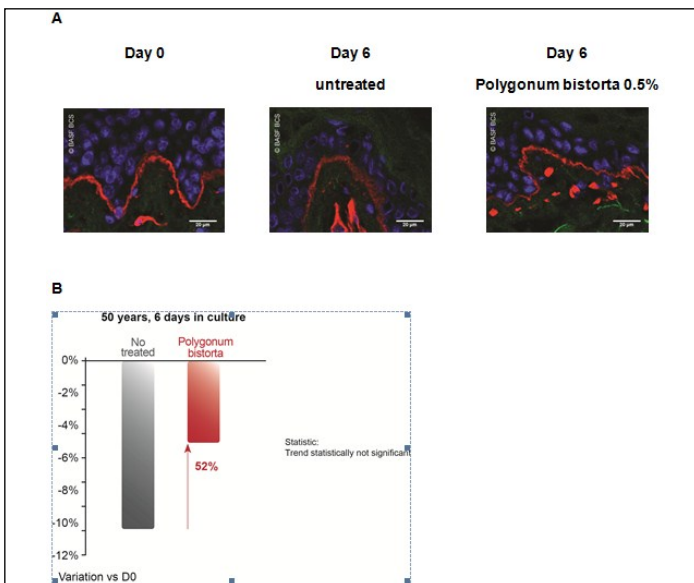 A
Day 0
Day 6
untreated
Day 6
Polygonum bistorta 0.5%
© BASF BCS
20 µm
© BASF BCS
20 µm
© BASF BCS
20 µm
B
50 years, 6 days in culture
No
treated
Polygonum
bistorta
0%
-2%
-4%
-6%
-8%
-10%
-12%
52%
Statistic:
Trend statistically not significant
Variation vs D0